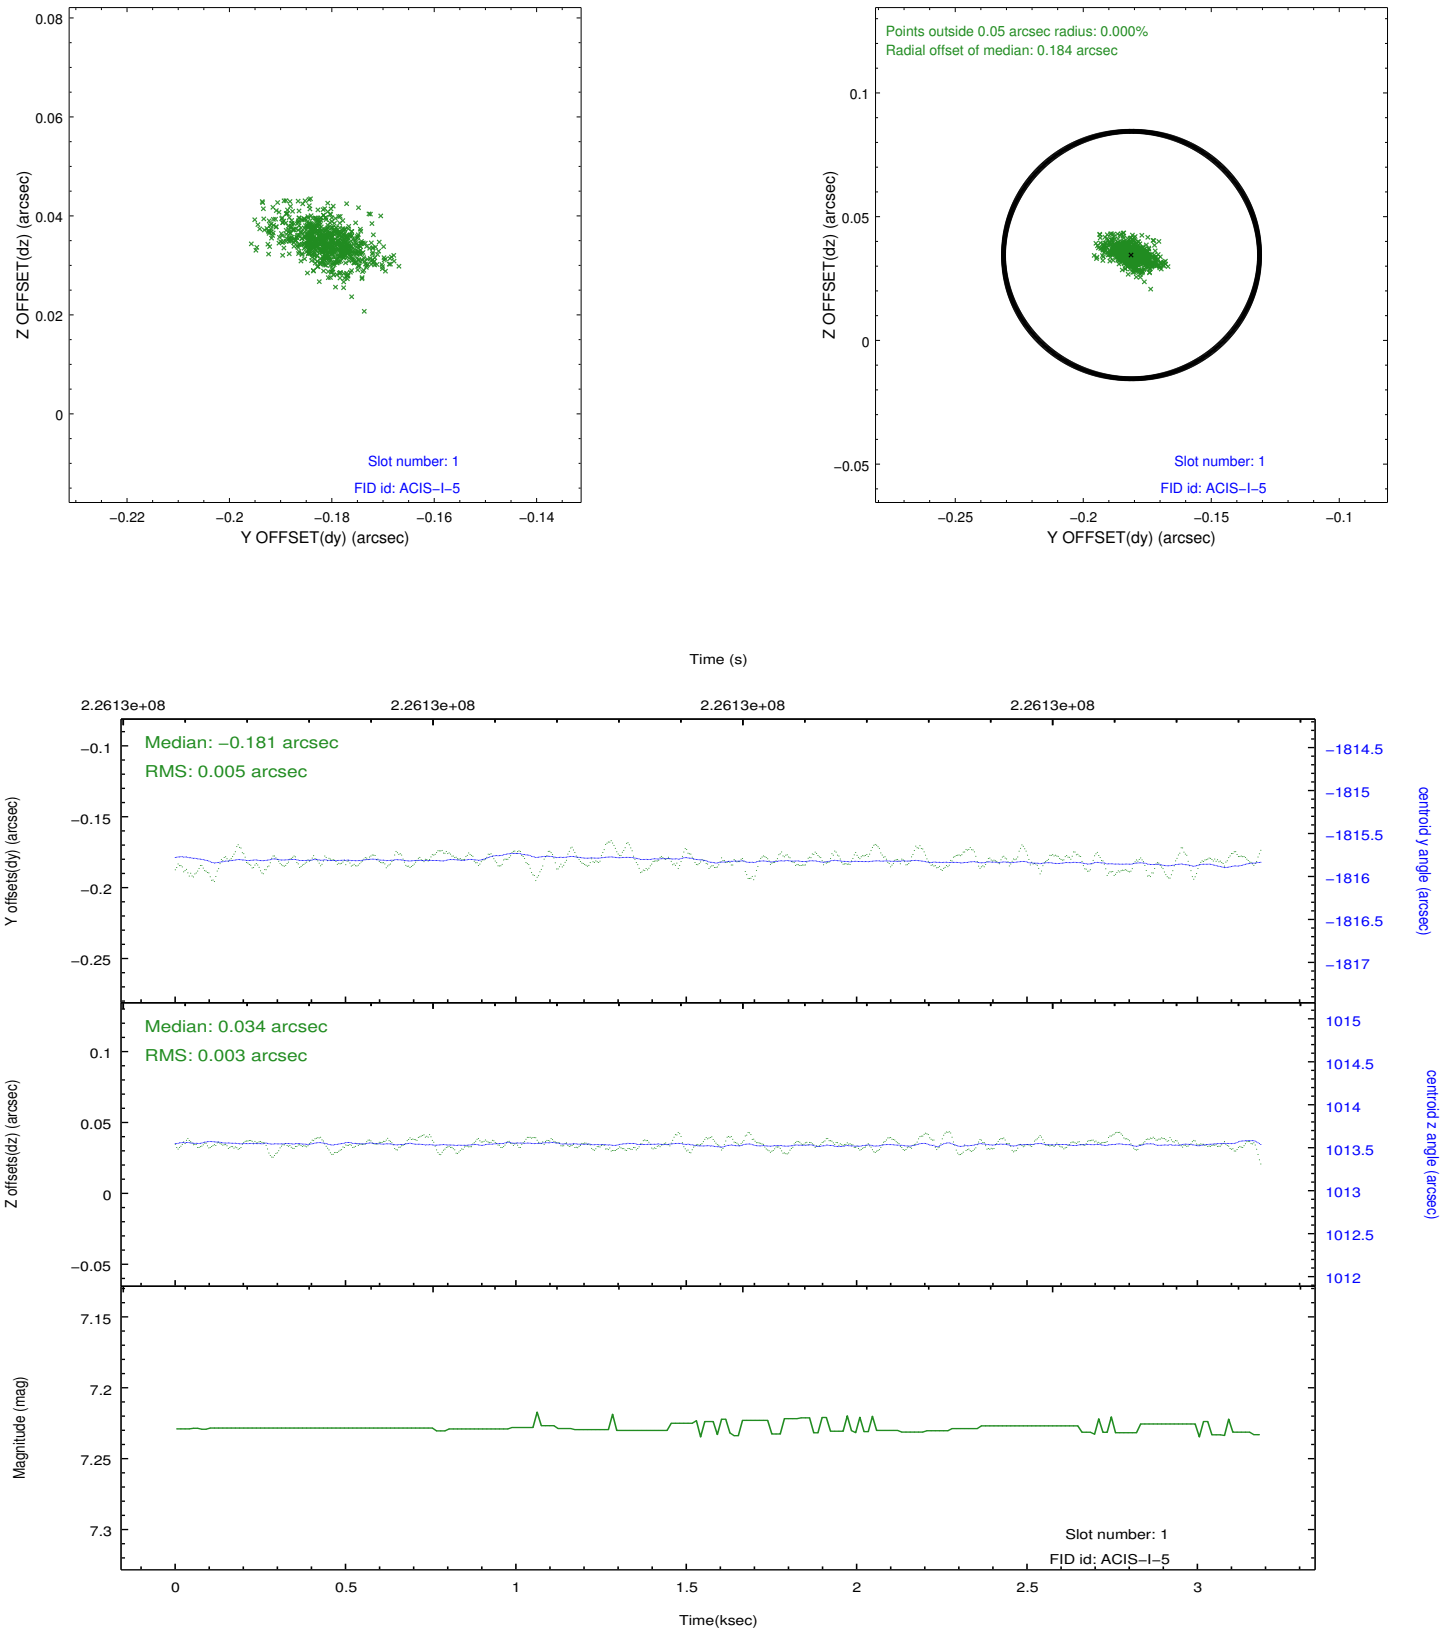 0.08
0.06
0.04
0.02
0
Z OFFSET(dz) (arcsec)
Slot number: 1
FID id: ACIS−I−5
−0.22 −0.2 −0.18 −0.16 −0.14
Y OFFSET(dy) (arcsec)
Points outside 0.05 arcsec radius: 0.000%
Radial offset of median: 0.184 arcsec
0.1
0.05
0
−0.05
Z OFFSET(dz) (arcsec)
Slot number: 1
FID id: ACIS−I−5
−0.25 −0.2 −0.15 −0.1
Y OFFSET(dy) (arcsec)
Time (s)
2.2613e+08 2.2613e+08 2.2613e+08 2.2613e+08
Median: −0.181 arcsec
RMS: 0.005 arcsec
−0.1
−0.15
−0.2
−0.25
Y offsets(dy) (arcsec)
−1814.5
−1815
−1815.5
−1816
−1816.5
−1817
centroid y angle (arcsec)
Median: 0.034 arcsec
RMS: 0.003 arcsec
0.1
0.05
0
−0.05
Z offsets(dz) (arcsec)
1015
1014.5
1014
1013.5
1013
1012.5
1012
centroid z angle (arcsec)
7.15
7.2
7.25
7.3
Magnitude (mag)
Slot number: 1
FID id: ACIS−I−5
0 0.5 1 1.5 2 2.5 3
Time(ksec)